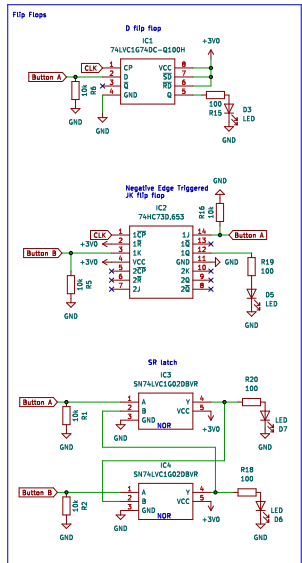 Flip Flops
D flip flop
IC1
74LVC1G74DC-Q100H
+3V0
CLK
1 CP VCC 8
Button A
2 D SD 7
3 Q RD 6
4 GND Q 5
10k
R6
100
R15
D3
LED
GND
GND
GND
Negative Edge Triggered
JK flip flop
IC2
74HC73D,653
GND
R16
10k
CLK
1 1CP 1J 14
Button A
+3V0
2 1R 1Q 13
Button B
3 1K 1Q 12
+3V0
4 VCC GND 11
GND
5 2CP 2K 10
6 2R 2Q 9
7 2J 2Q 8
10k
R5
GND
R19
100
D5
LED
GND
SR latch
IC3
SN74LVC1G02DBVR
Button A
1 A Y 4
2 B VCC 5
3 GND
NOR
10k
R1
GND
GND
+3V0
R20
100
LED
D7
GND
IC4
SN74LVC1G02DBVR
Button B
1 A Y 4
2 B VCC 5
3 GND
NOR
10k
R2
GND
GND
+3V0
R18
100
LED
D6
GND